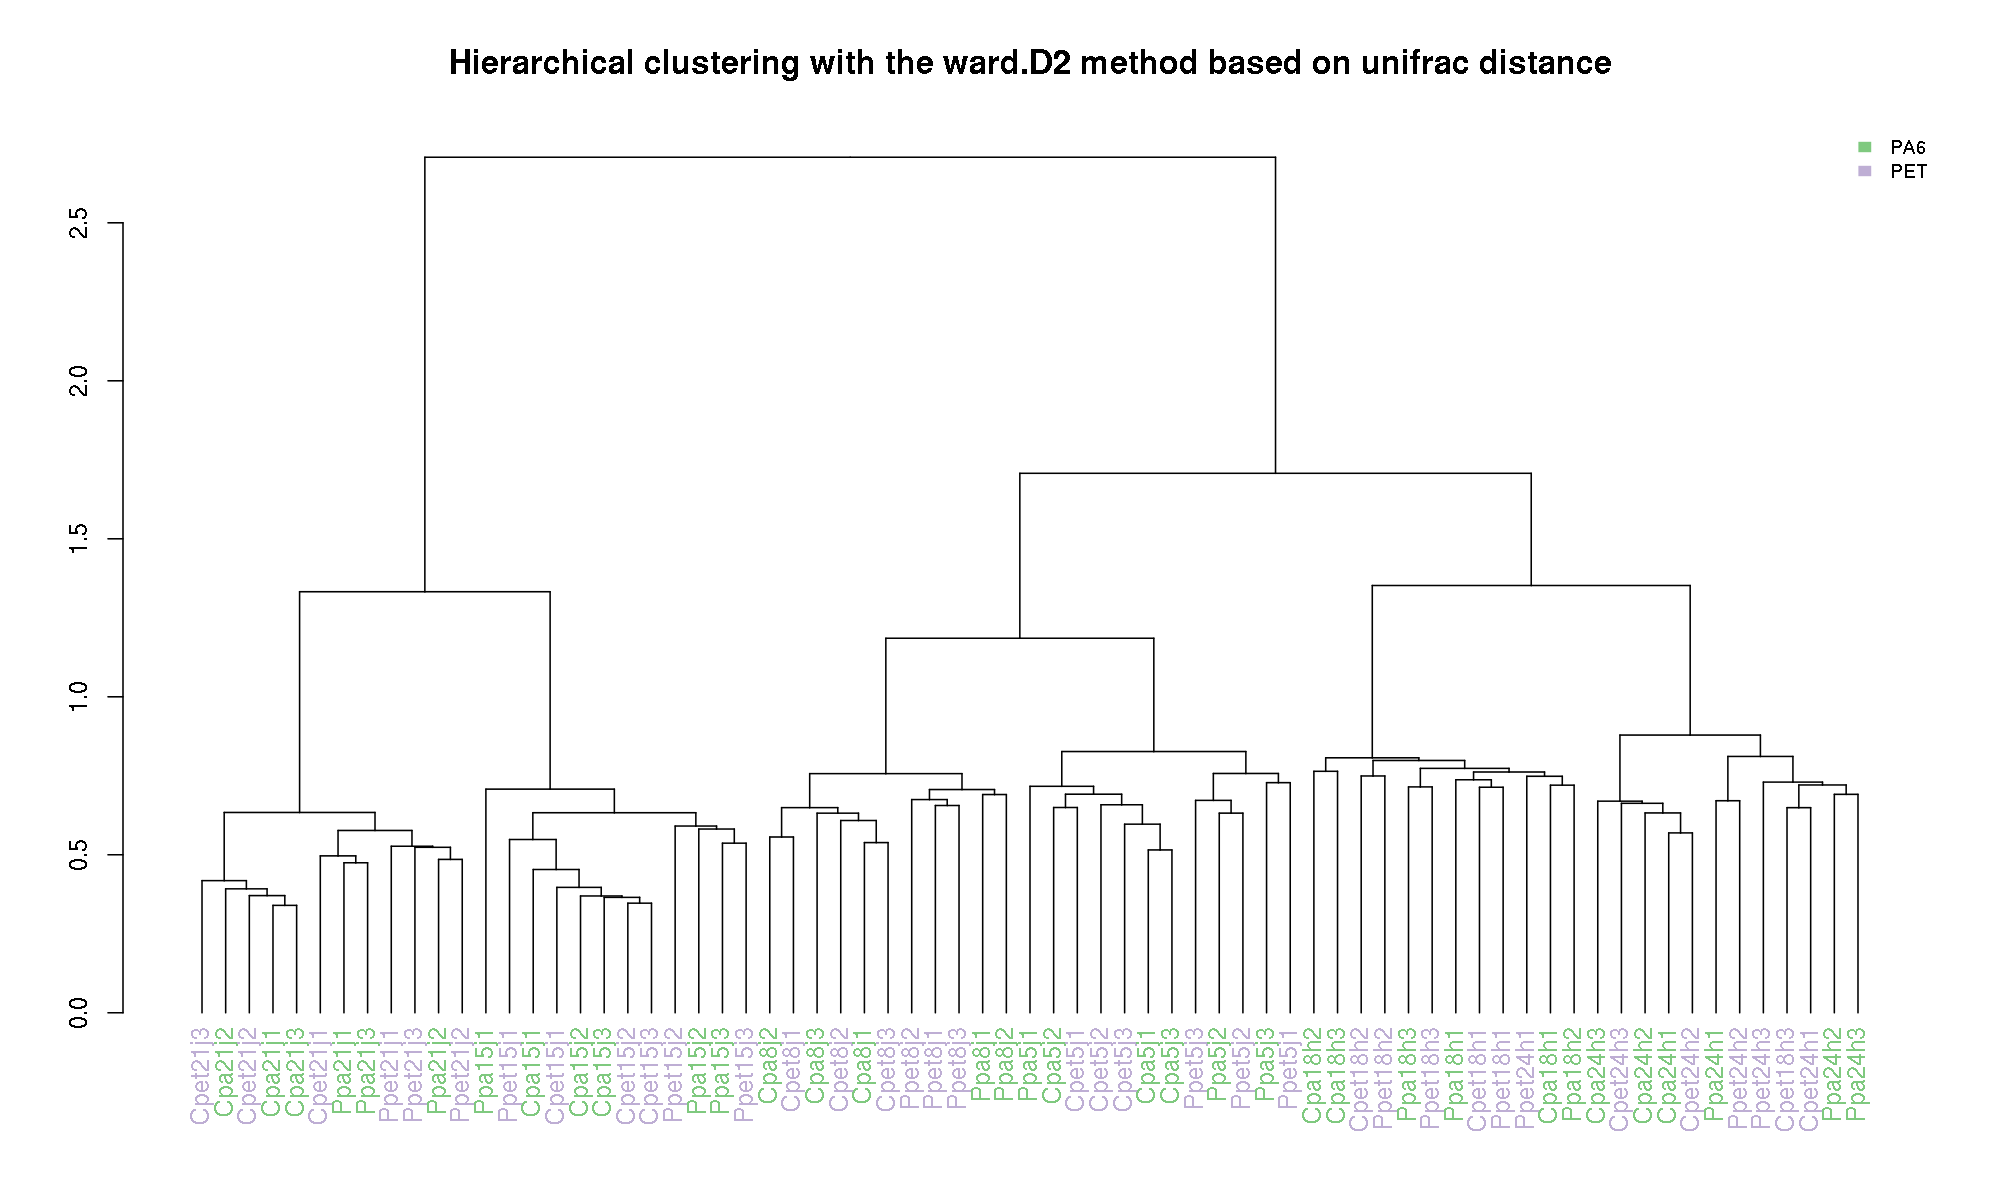 Hierarchical clustering with the ward.D2 method based on unifrac distance
PA6
PET
2.5
2.0
1.5
1.0
0.5
0.0
Cpet21j3
Cpa21j2
Cpet21j2
Cpa21j1
Cpa21j3
Cpet21j1
Ppa21j1
Ppa21j3
Ppet21j1
Ppet21j3
Ppa21j2
Ppet21j2
Ppa15j1
Ppet15j1
Cpa15j1
Cpet15j1
Cpa15j2
Cpa15j3
Cpet15j2
Cpet15j3
Ppet15j2
Ppa15j2
Ppa15j3
Ppet15j3
Cpa8j2
Cpet8j1
Cpa8j3
Cpet8j2
Cpa8j1
Cpet8j3
Ppet8j2
Ppet8j1
Ppet8j3
Ppa8j1
Ppa8j2
Ppa5j1
Cpa5j2
Cpet5j1
Cpet5j2
Cpet5j3
Cpa5j1
Cpa5j3
Ppet5j3
Ppa5j2
Ppet5j2
Ppa5j3
Ppet5j1
Cpa18h2
Cpa18h3
Cpet18h2
Ppet18h2
Ppa18h3
Ppet18h3
Ppa18h1
Cpet18h1
Ppet18h1
Ppet24h1
Cpa18h1
Ppa18h2
Cpa24h3
Cpet24h3
Cpa24h2
Cpa24h1
Cpet24h2
Ppa24h1
Ppet24h2
Ppet24h3
Cpet18h3
Cpet24h1
Ppa24h2
Ppa24h3